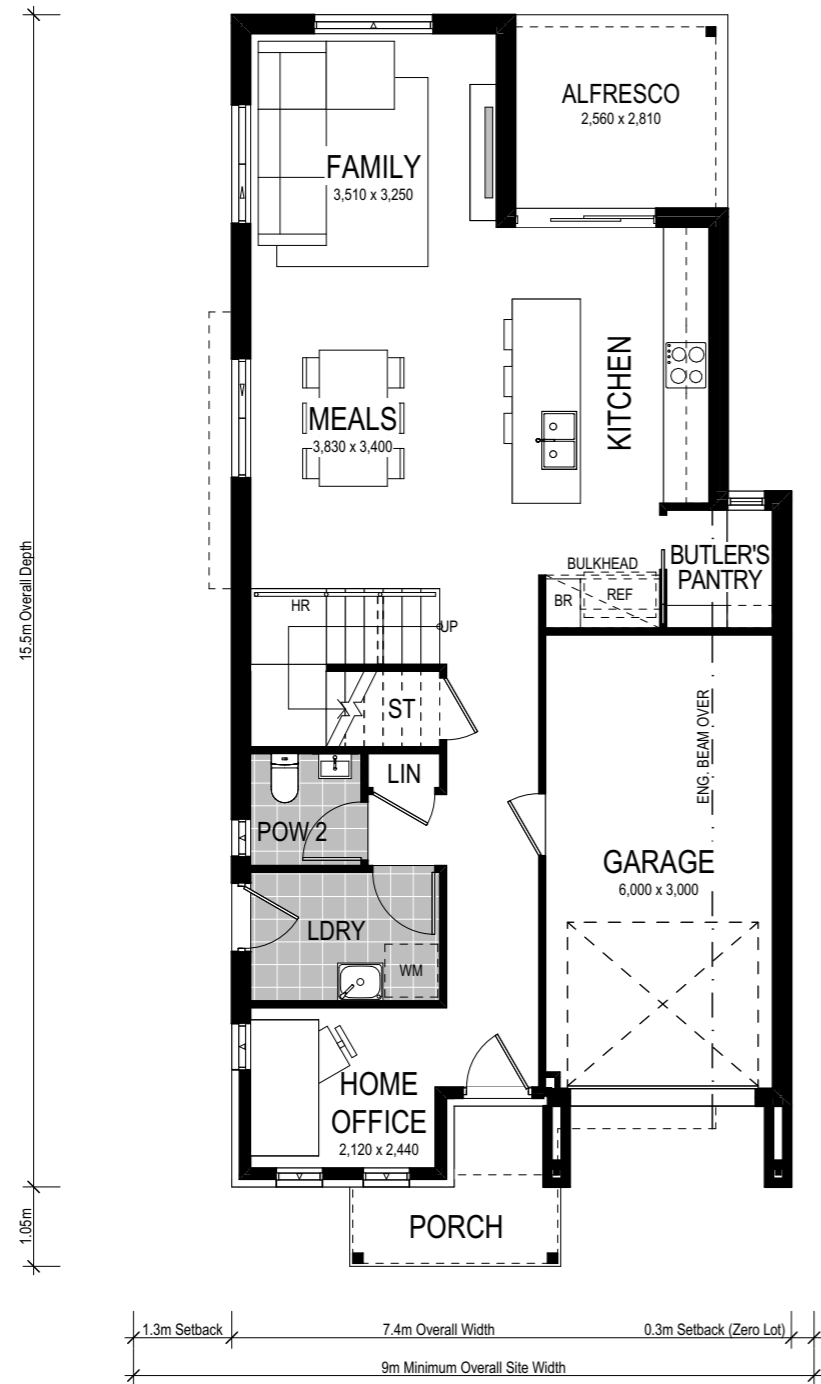 ALFRESCO
2,560 x 2,810
FAMILY
3,510 x 3,250
KITCHEN
MEALS
3,830 x 3,400
15.5m Overall Depth
BUTLER'S
PANTRY
BULKHEAD
BR
REF
HR
UP
ST
ENG. BEAM OVER
LIN
POW 2
GARAGE
6,000 x 3,000
LDRY
WM
HOME
OFFICE
2,120 x 2,440
1.05m
PORCH
1.3m Setback
7.4m Overall Width
0.3m Setback (Zero Lot)
9m Minimum Overall Site Width